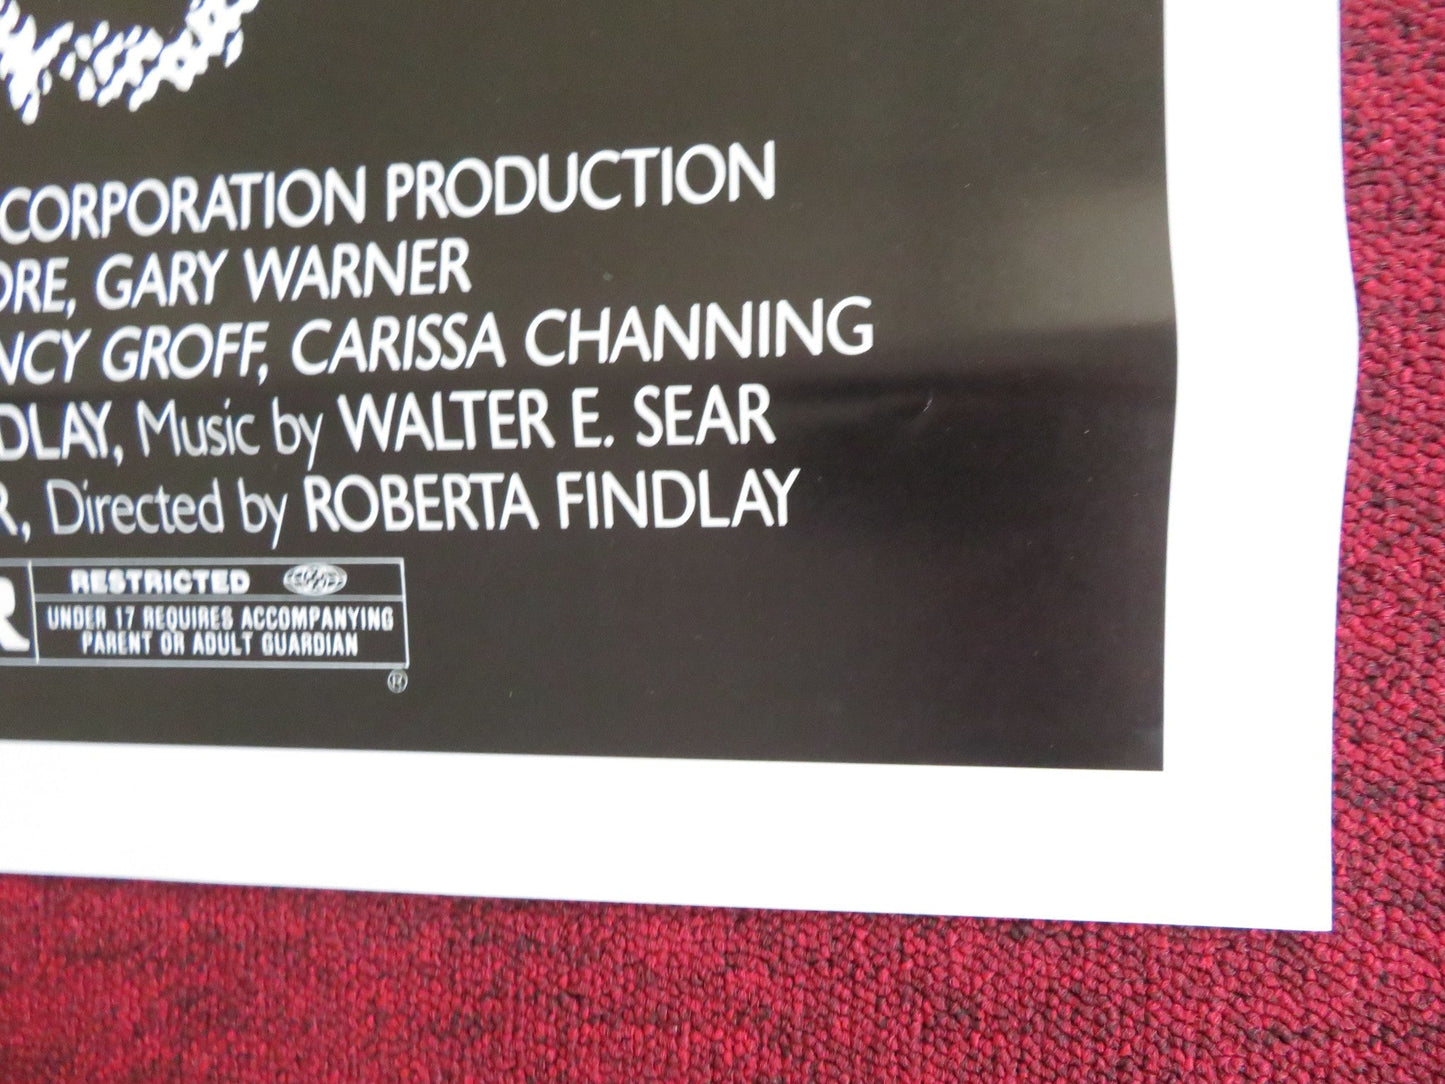 CORPORATION PRODUCTION
ORE, GARY WARNER
NCY GROFF, CARISSA CHANNING
DLAY, Music by WALTER E. SEAR
R, Directed by ROBERTA FINDLAY
R RESTRICTED
UNDER 17 REQUIRES ACCOMPANYING
PARENT OR ADULT GUARDIAN
®